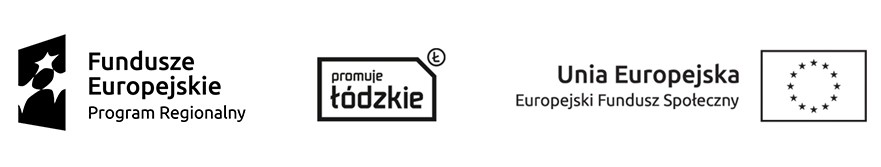 Fundusze
Europejskie
Program Regionalny
promuje
łódzkie
Ł
Unia Europejska
Europejski Fundusz Społeczny